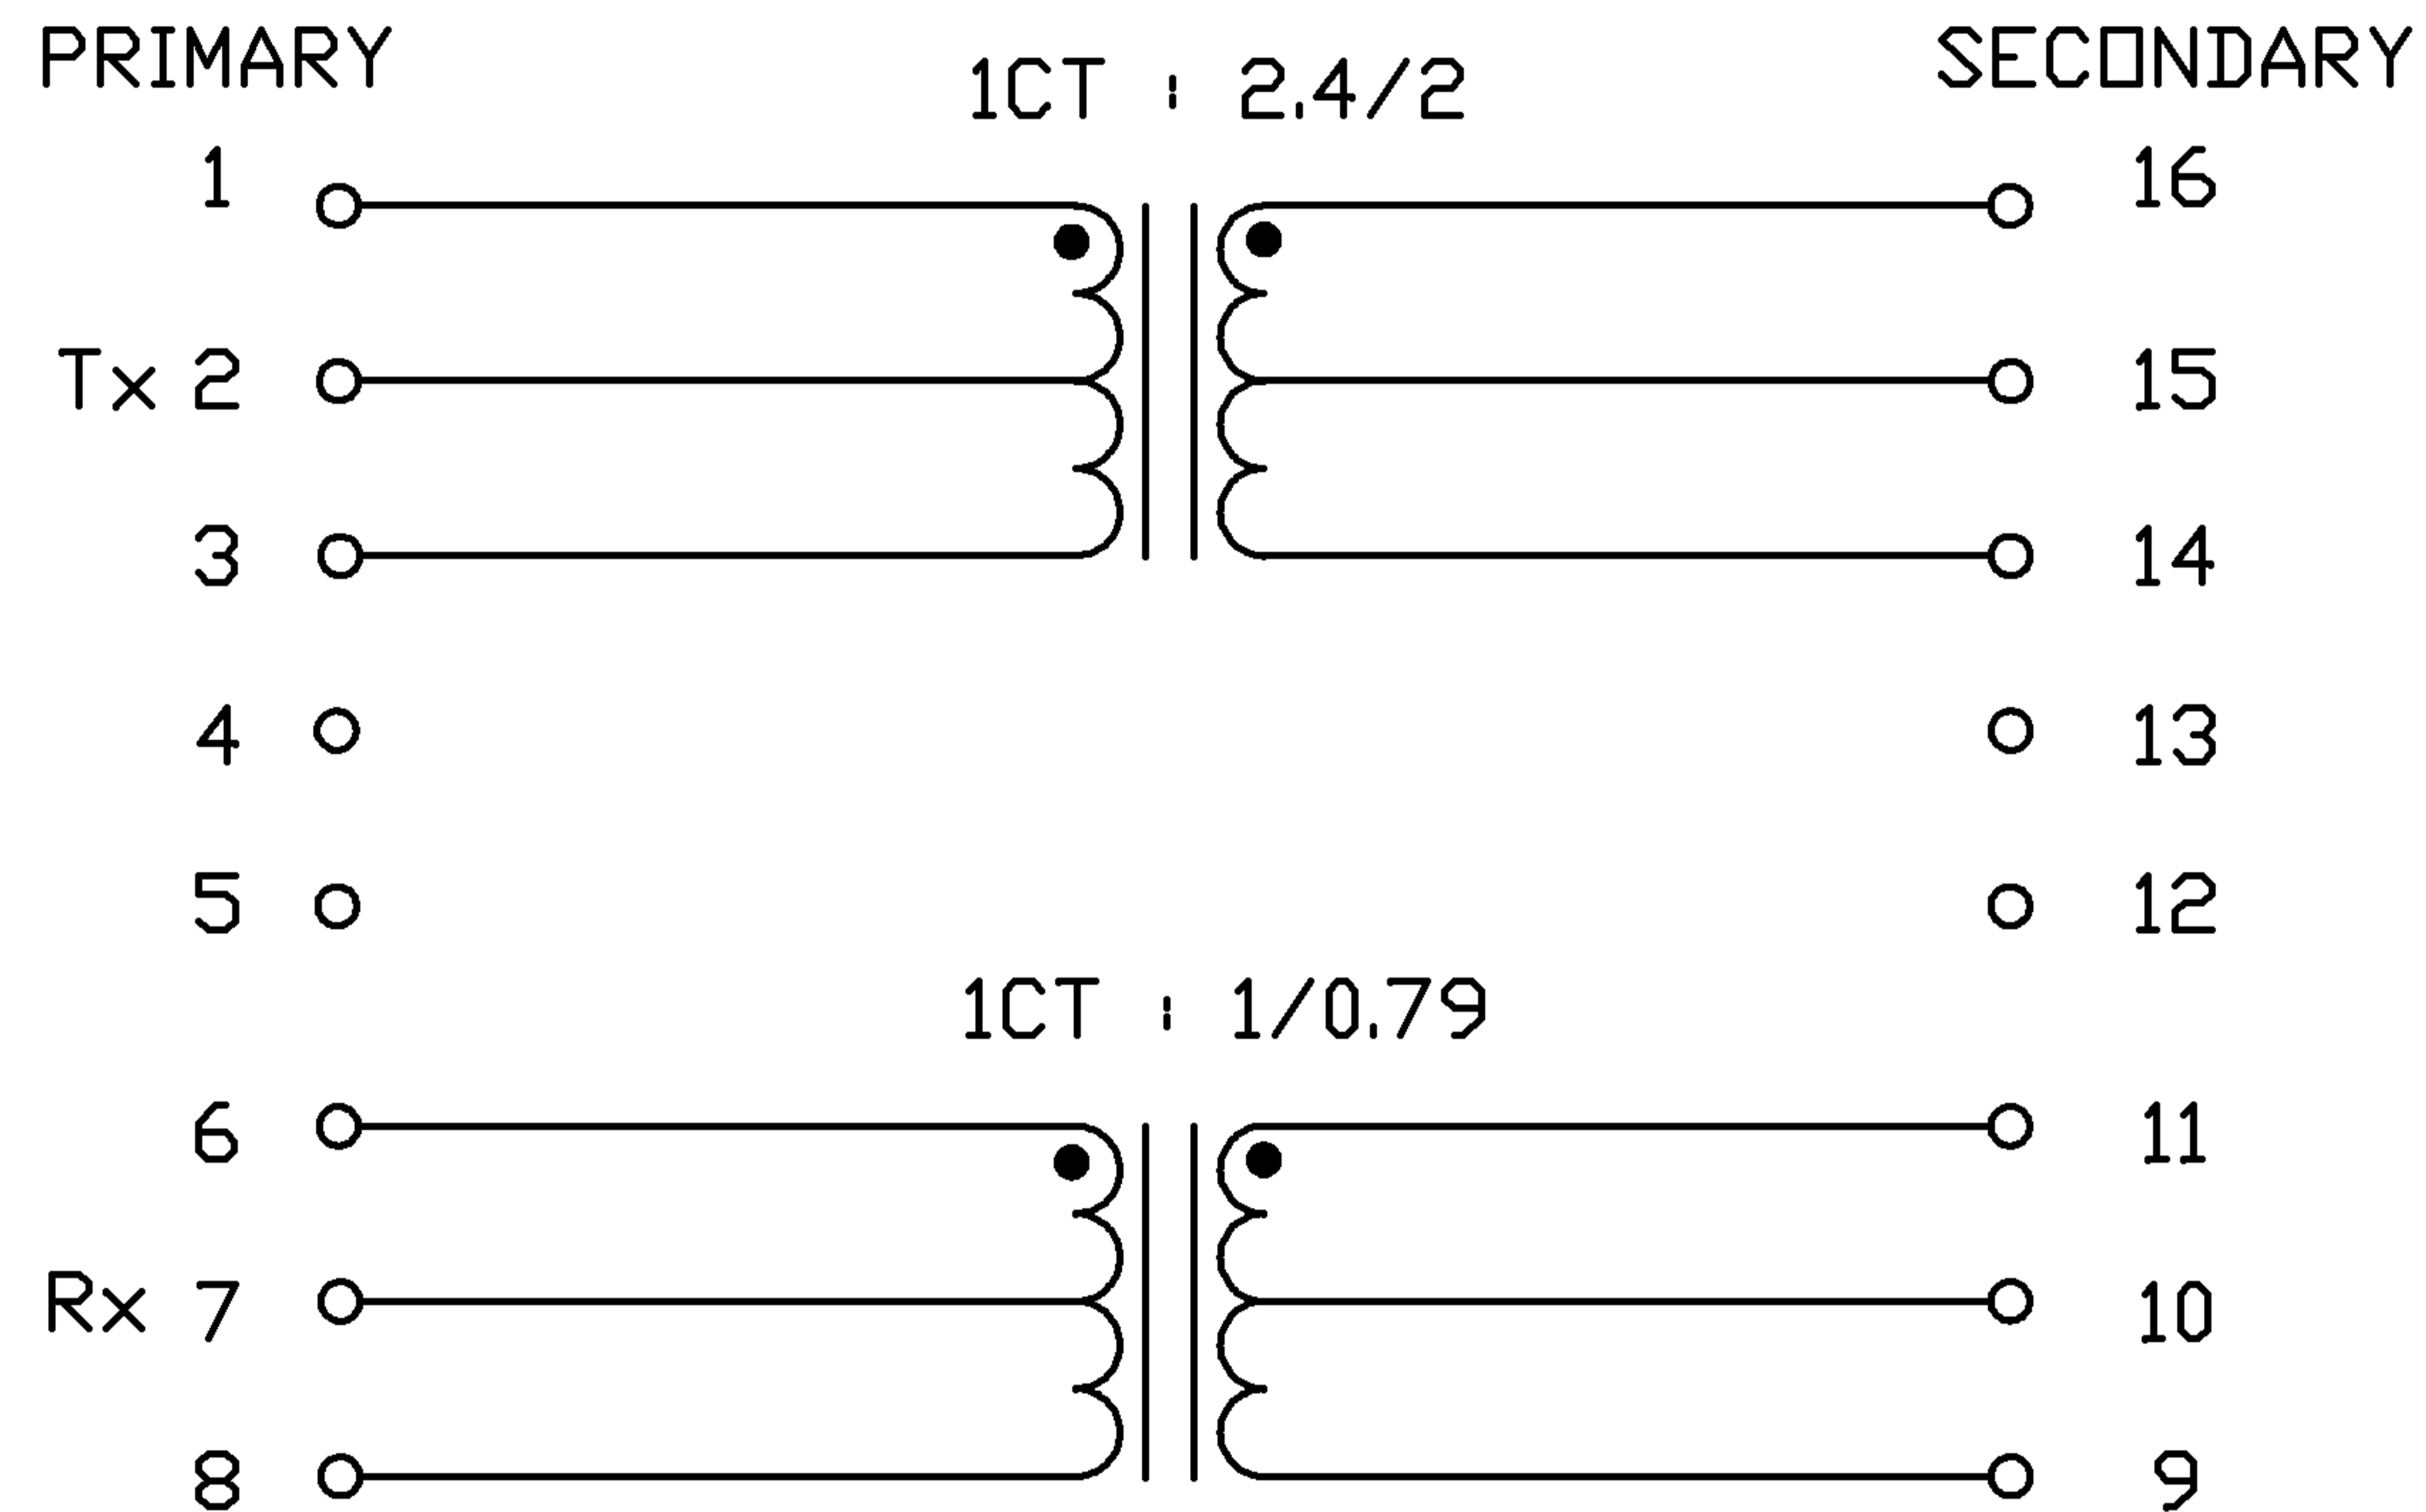 PRIMARY SECONDARY
1CT : 2.4/2
1 16
Tx 2 15
3 14
4 13
5 12
1CT : 1/0.79
6 11
Rx 7 10
8 9